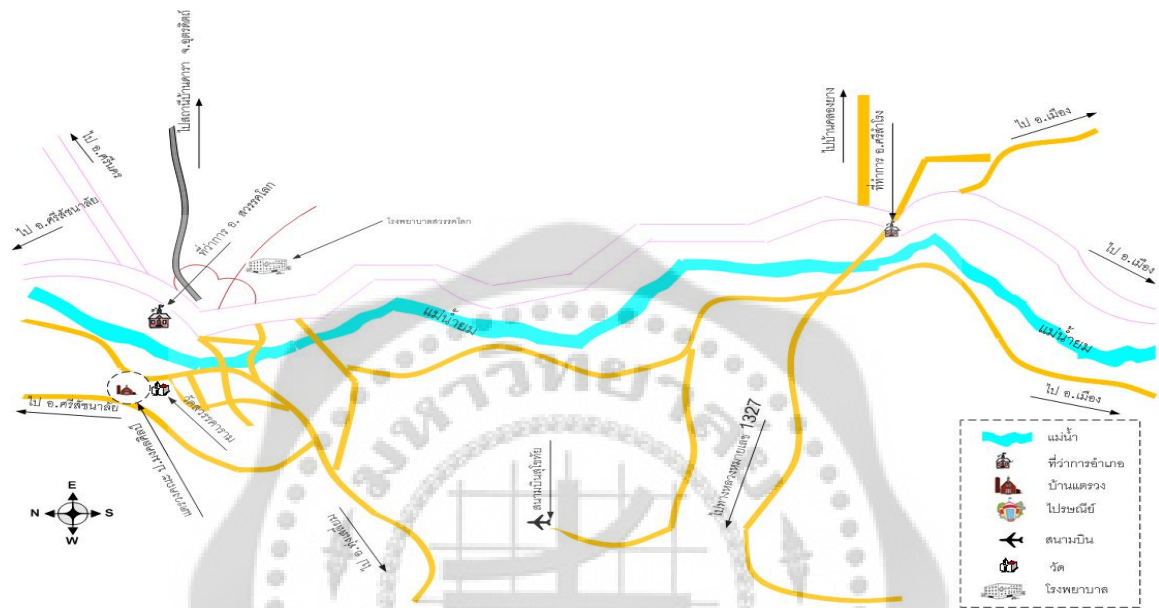 ไปสถานีบ้านดารา จ.อุตรดิตถ์
ไป อ.ศรีนคร
ไป อ.ศรีสัชนาลัย
ที่ว่าการ อ. สวรรคโลก
โรงพยาบาลสวรรคโลก
ไปบ้านคลองยาง
ที่ทำการ อ.ศรีสำโรง
ไป อ.เมือง
ไป อ.เมือง
แม่น้ำยม
แม่น้ำยม
ไป อ.เมือง
ไป อ.ศรีสัชนาลัย
วัดสวรรคาราม
มหาวิทยาลัย
สนามบินสุโขทัย
ไปทางหลวงหมายเลข 1327
E
N
S
W
แม่น้ำ
ที่ว่าการอำเภอ
บ้านแตรวง
ไปรษณีย์
สนามบิน
วัด
โรงพยาบาล